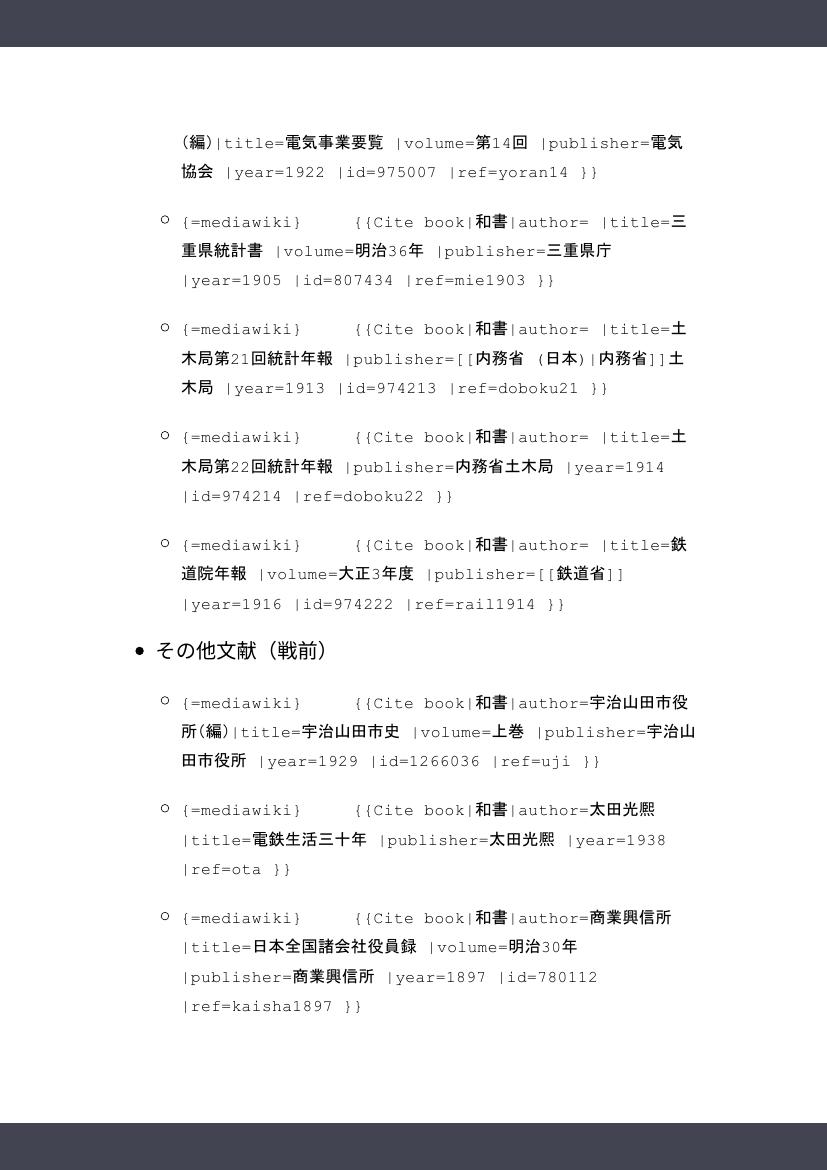 (編)|title=電気事業要覧 |volume=第14回 |publisher=電気
協会 |year=1922 |id=975007 |ref=yoran14 }}
{=mediawiki} {{Cite book|和書|author= |title=三
重県統計書 |volume=明治36年 |publisher=三重県庁
|year=1905 |id=807434 |ref=mie1903 }}
{=mediawiki} {{Cite book|和書|author= |title=土
木局第21回統計年報 |publisher=[[内務省 (日本)|内務省]]土
木局 |year=1913 |id=974213 |ref=doboku21 }}
{=mediawiki} {{Cite book|和書|author= |title=土
木局第22回統計年報 |publisher=内務省土木局 |year=1914
|id=974214 |ref=doboku22 }}
{=mediawiki} {{Cite book|和書|author= |title=鉄
道院年報 |volume=大正3年度 |publisher=[[鉄道省]]
|year=1916 |id=974222 |ref=rail1914 }}
その他文献（戦前）
{=mediawiki} {{Cite book|和書|author=宇治山田市役
所(編)|title=宇治山田市史 |volume=上巻 |publisher=宇治山
田市役所 |year=1929 |id=1266036 |ref=uji }}
{=mediawiki} {{Cite book|和書|author=太田光熈
|title=電鉄生活三十年 |publisher=太田光熈 |year=1938
|ref=ota }}
{=mediawiki} {{Cite book|和書|author=商業興信所
|title=日本全国諸会社役員録 |volume=明治30年
|publisher=商業興信所 |year=1897 |id=780112
|ref=kaisha1897 }}